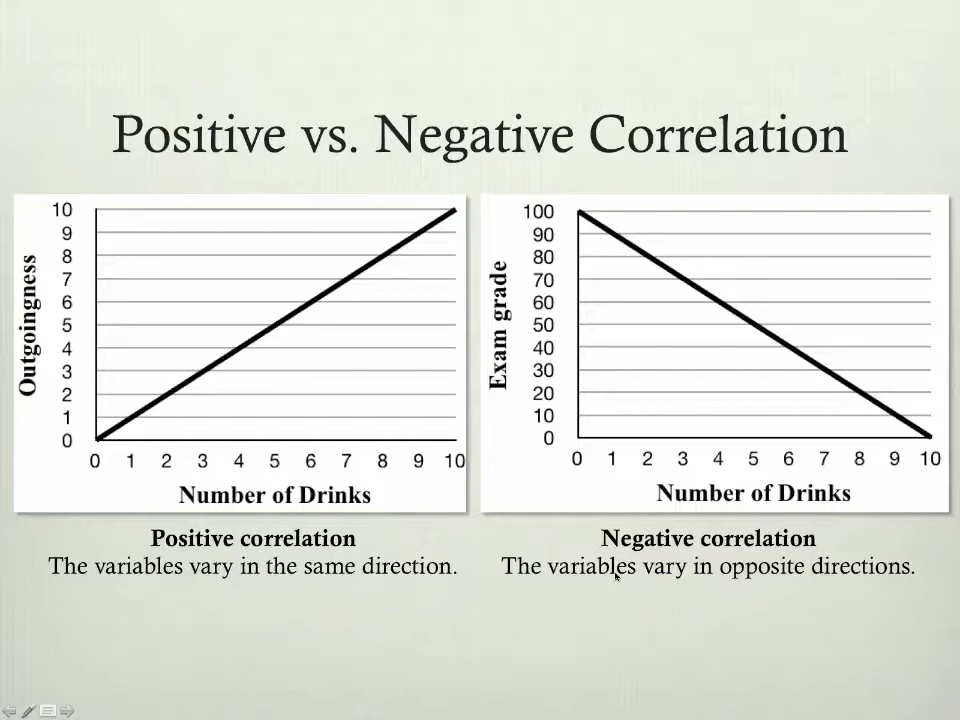 Positive vs. Negative Correlation
Outgoingness
10
9
8
7
6
5
4
3
2
1
0
0 1 2 3 4 5 6 7 8 9 10
Number of Drinks
Positive correlation
The variables vary in the same direction.
Exam grade
100
90
80
70
60
50
40
30
20
10
0
0 1 2 3 4 5 6 7 8 9 10
Number of Drinks
Negative correlation
The variables vary in opposite directions.